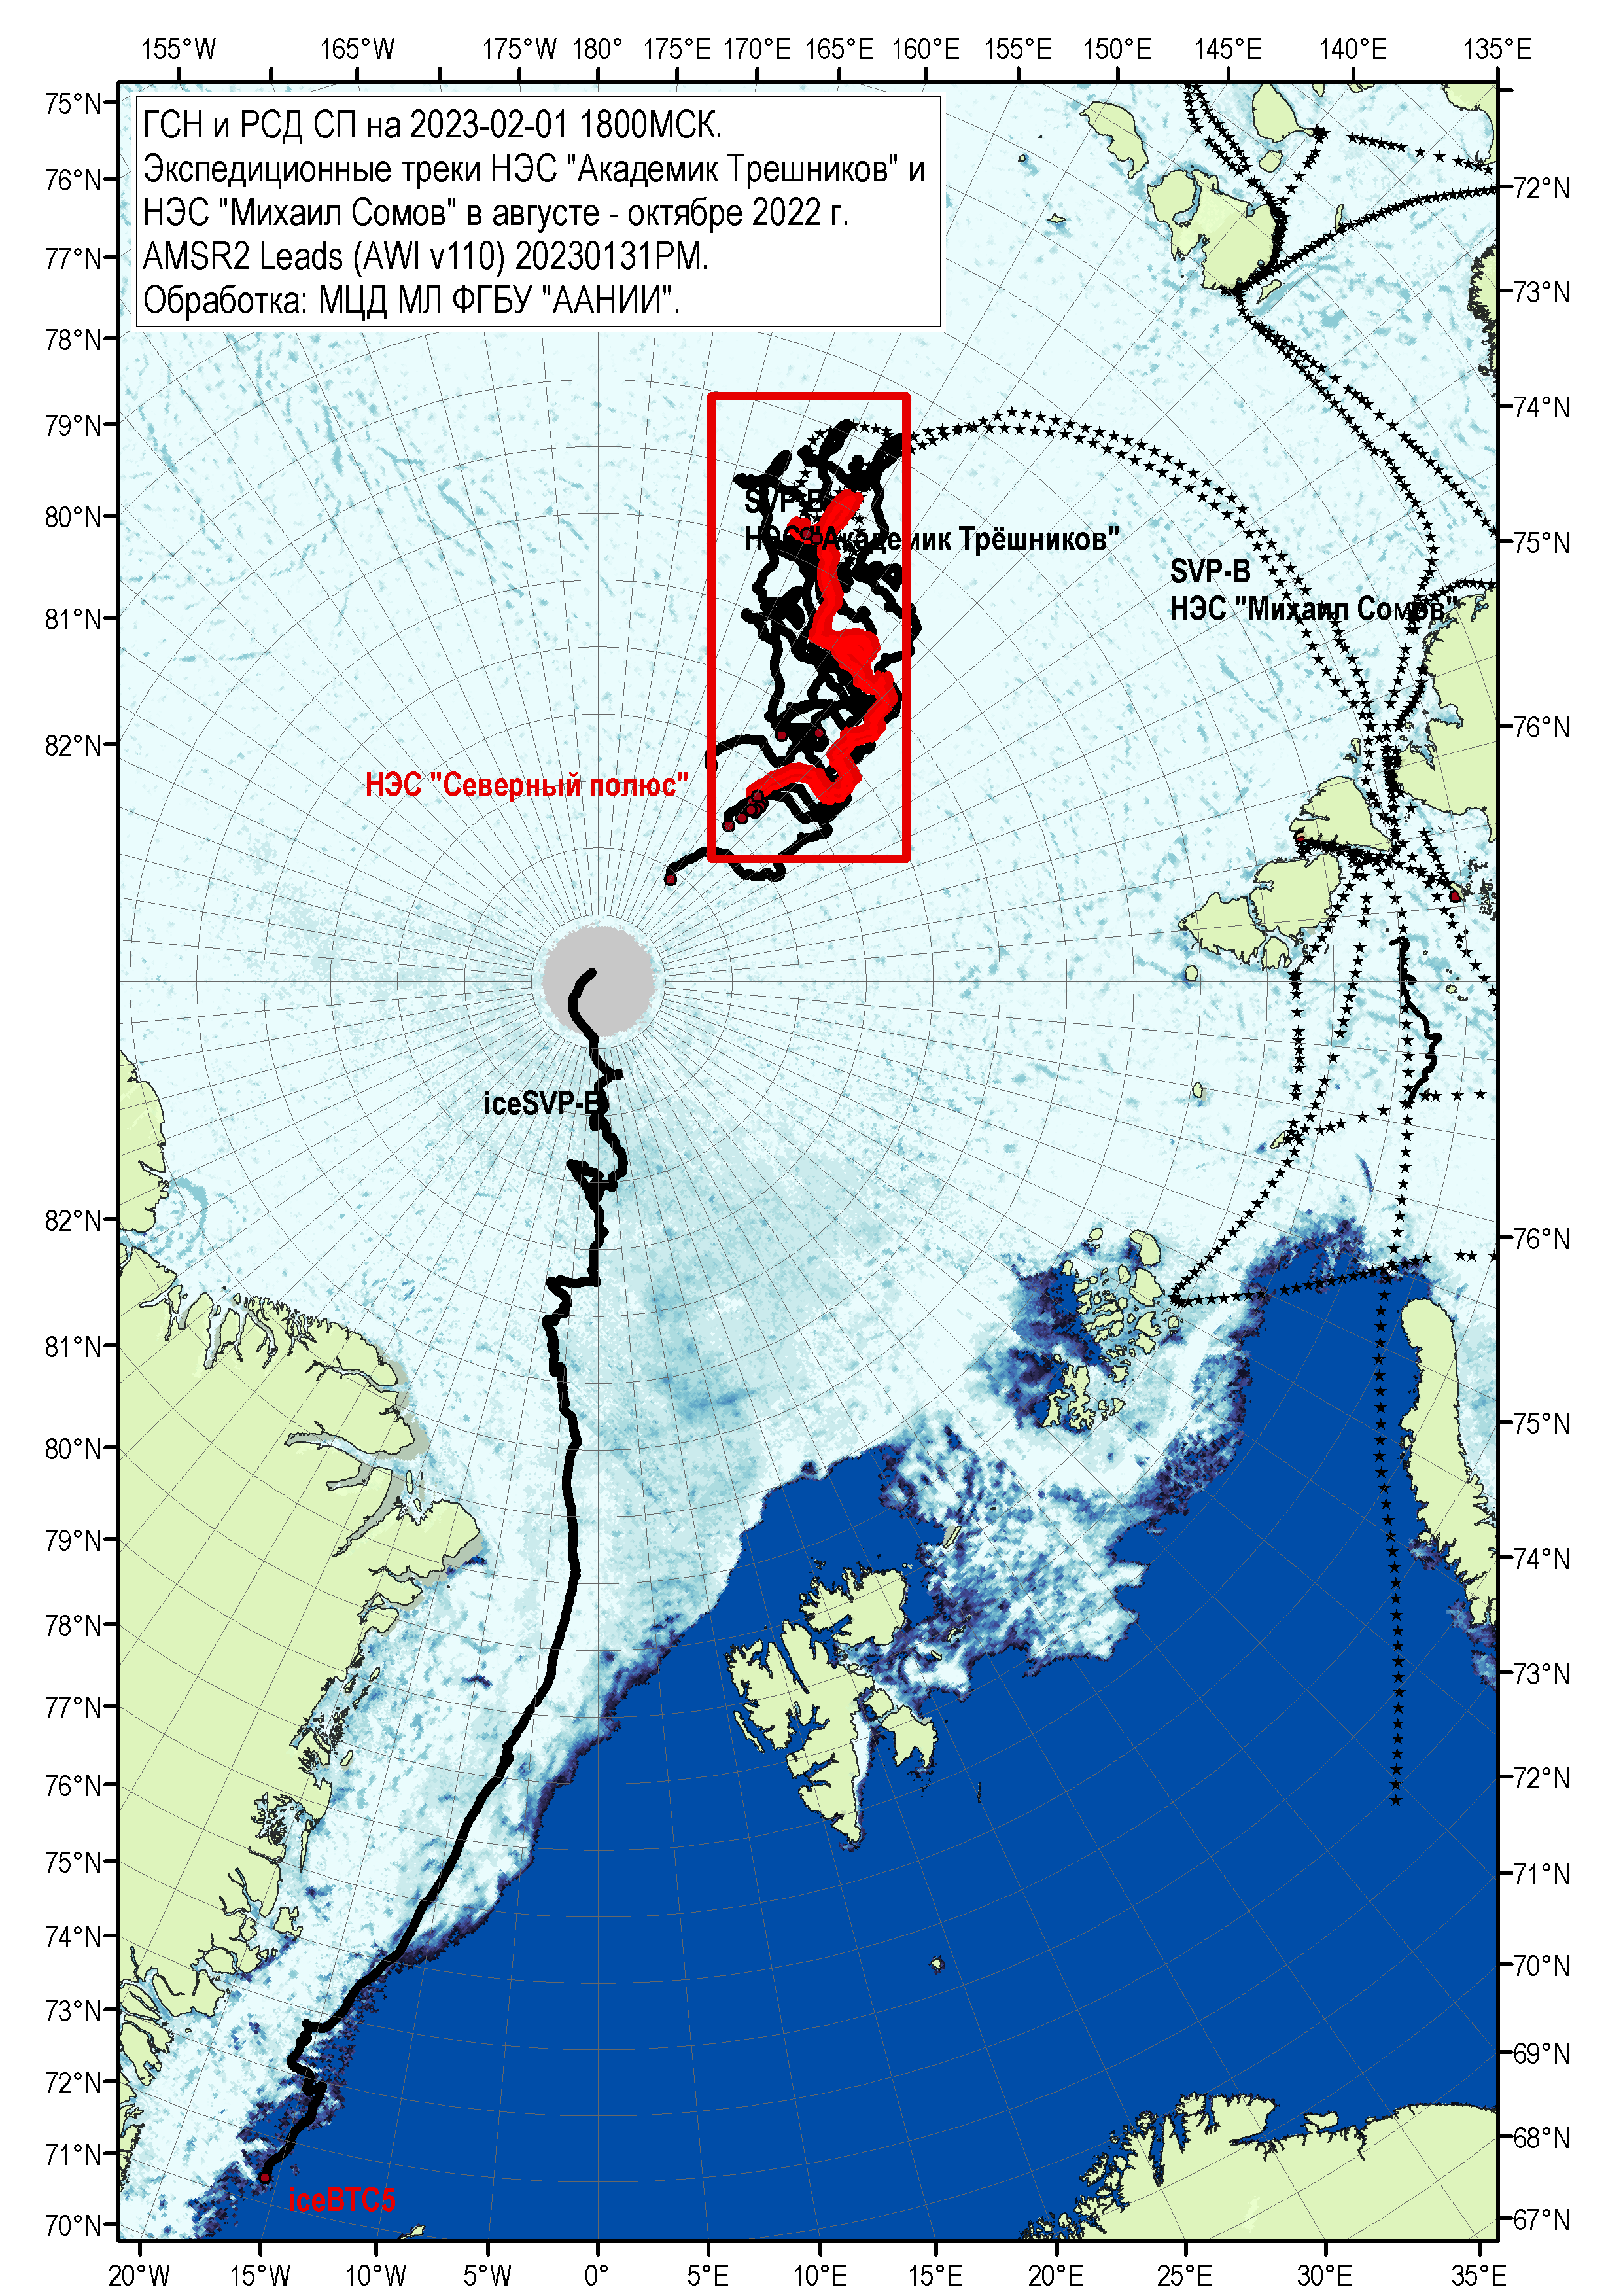 155°W 165°W 175°W 180° 175°E 170°E 165°E 160°E 155°E 150°E 145°E 140°E 135°E
ГСН и РСД СП на 2023-02-01 1800МСК.
Экспедиционные треки НЭС "Академик Трешников" и
НЭС "Михаил Сомов" в августе - октябре 2022 г.
AMSR2 Leads (AWI v110) 20230131PM.
Обработка: МЦД МЛ ФГБУ "ААНИИ".
75°N
76°N
77°N
78°N
79°N
80°N
81°N
82°N
82°N
81°N
80°N
79°N
78°N
77°N
76°N
75°N
74°N
73°N
72°N
71°N
70°N
SVP-B
НЭС "Академик Трёшников"
SVP-B
НЭС "Михаил Сомов"
НЭС "Северный полюс"
iceSVP-B
iceBTC5
72°N
73°N
74°N
75°N
76°N
76°N
75°N
74°N
73°N
72°N
71°N
70°N
69°N
68°N
67°N
20°W 15°W 10°W 5°W 0° 5°E 10°E 15°E 20°E 25°E 30°E 35°E